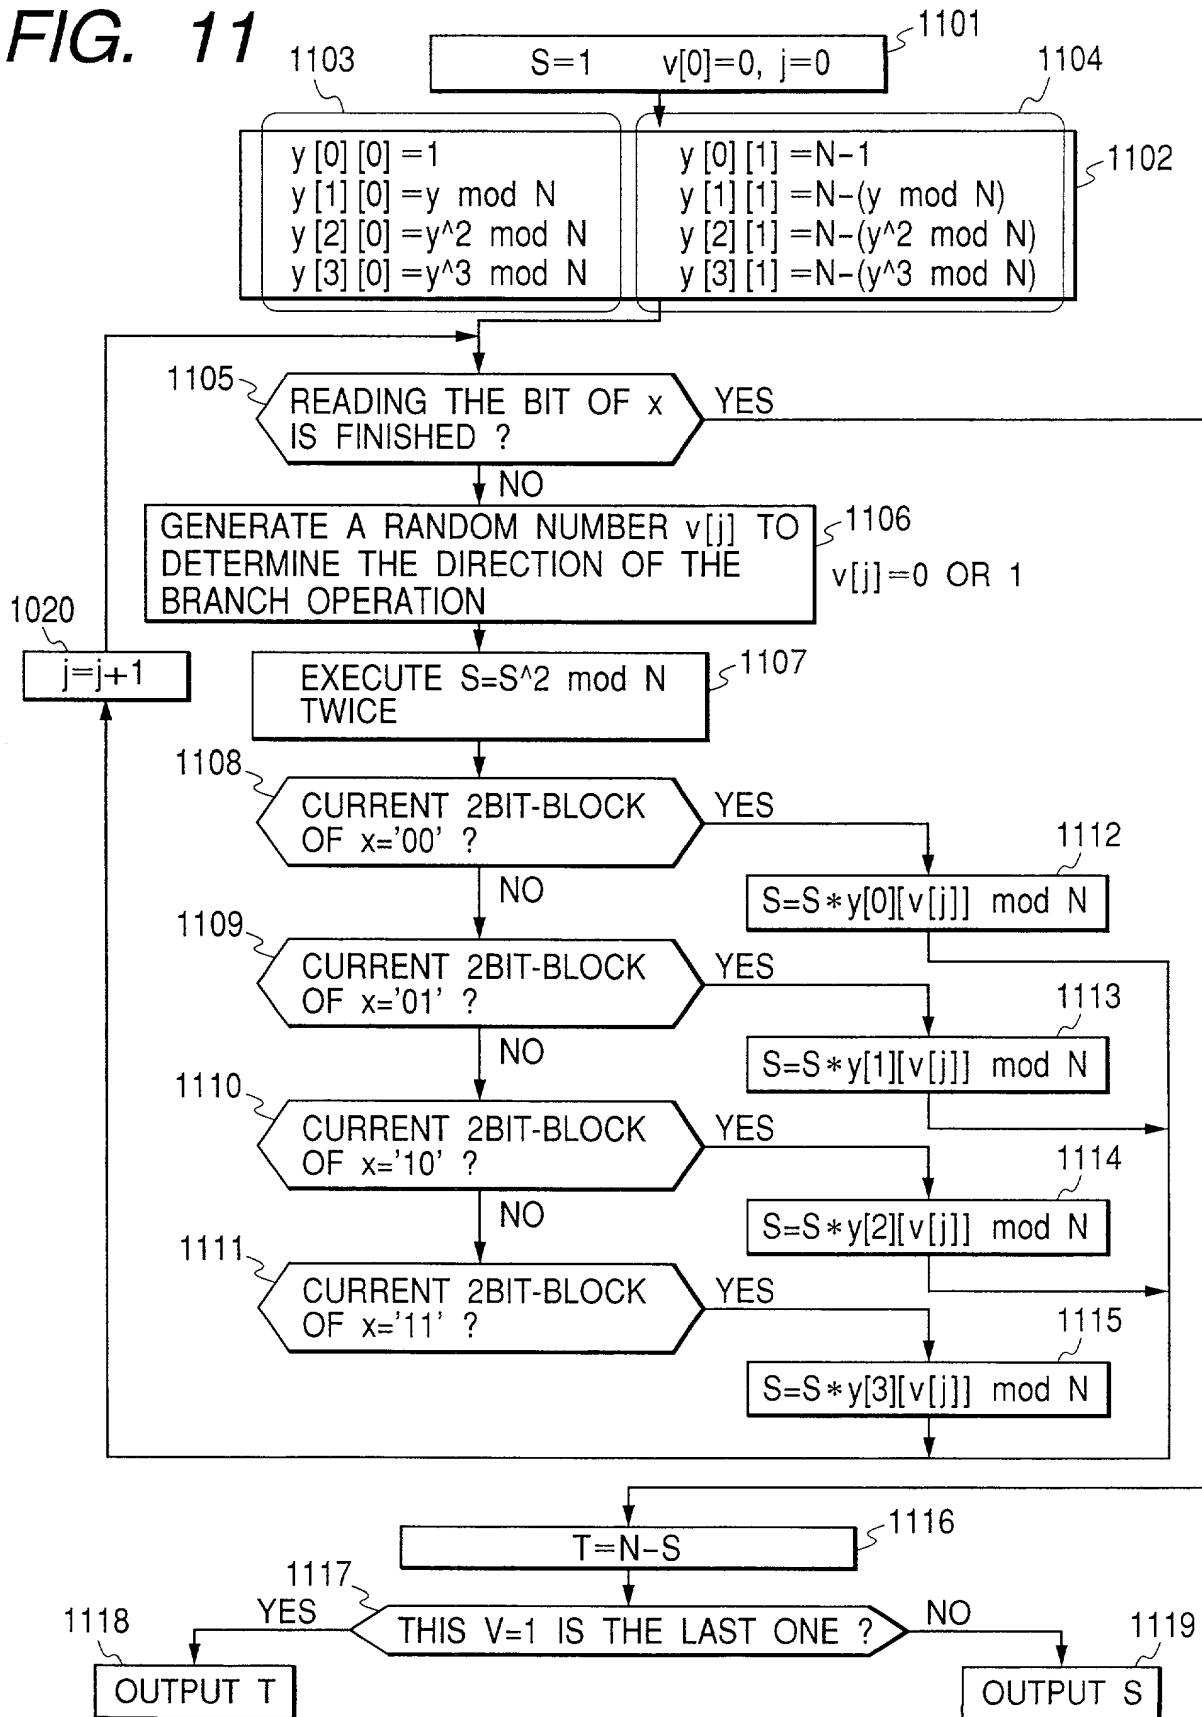 FIG. 11
1101
S=1 v[0]=0, j=0
1103
1104
y[0][0]=1
y[1][0]=y mod N
y[2][0]=y^2 mod N
y[3][0]=y^3 mod N
y[0][1]=N-1
y[1][1]=N-(y mod N)
y[2][1]=N-(y^2 mod N)
y[3][1]=N-(y^3 mod N)
1102
1105
READING THE BIT OF x
IS FINISHED ?
YES
NO
GENERATE A RANDOM NUMBER v[j] TO
DETERMINE THE DIRECTION OF THE
BRANCH OPERATION
1106
v[j]=0 OR 1
1020
j=j+1
EXECUTE S=S^2 mod N
TWICE
1107
1108
CURRENT 2BIT-BLOCK
OF x='00' ?
YES
NO
1112
S=S*y[0][v[j]] mod N
1109
CURRENT 2BIT-BLOCK
OF x='01' ?
YES
NO
1113
S=S*y[1][v[j]] mod N
1110
CURRENT 2BIT-BLOCK
OF x='10' ?
YES
NO
1114
S=S*y[2][v[j]] mod N
1111
CURRENT 2BIT-BLOCK
OF x='11' ?
YES
1115
S=S*y[3][v[j]] mod N
1116
T=N-S
1117
THIS V=1 IS THE LAST ONE ?
YES
NO
1118
OUTPUT T
1119
OUTPUT S